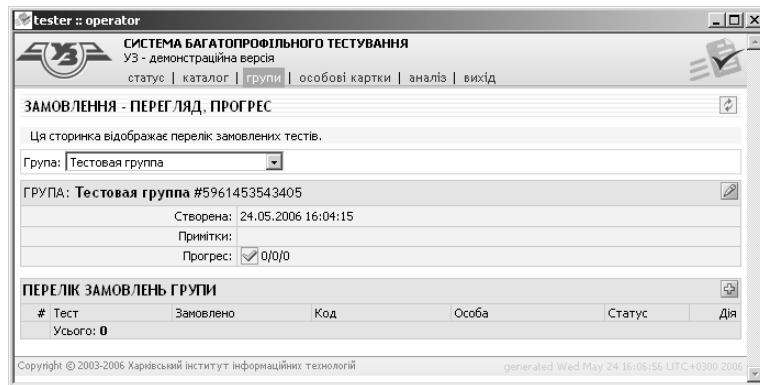 tester :: operator
УЗ
СИСТЕМА БАГАТОПРОФІЛЬНОГО ТЕСТУВАННЯ
УЗ - демонстраційна версія
статус | каталог | групи | особові картки | аналіз | вихід
ЗАМОВЛЕННЯ - ПЕРЕГЛЯД, ПРОГРЕС
Ця сторинка відображає перелік замовлених тестів.
Група: Тестовая группа
ГРУПА: Тестовая группа #5961453543405
Створена: 24.05.2006 16:04:15
Примітки:
Прогрес: 0/0/0
ПЕРЕЛІК ЗАМОВЛЕНЬ ГРУПИ
# Тест Замовлено Код Особа Статус Дія
Усього: 0
Copyright © 2003-2006 Харківський інститут інформаційних технологій generated Wed May 24 16:06:56 UTC+0300 2006